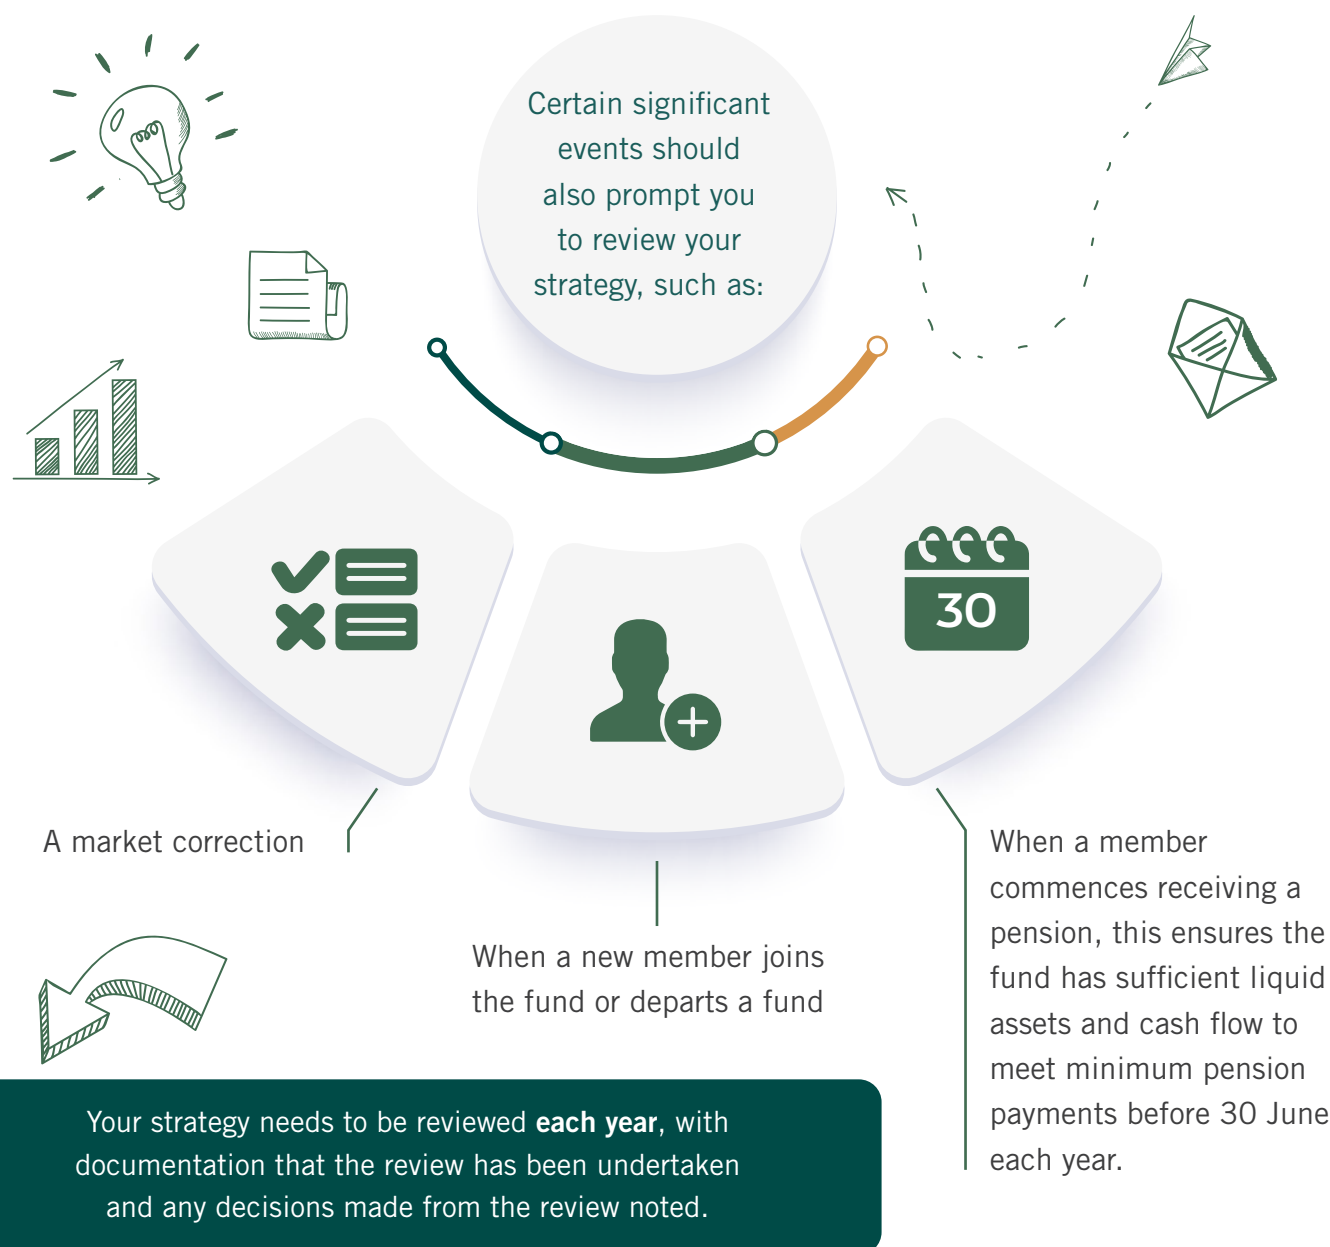 Certain significant
events should
also prompt you
to review your
strategy, such as:
30
A market correction
When a new member joins
the fund or departs a fund
When a member
commences receiving a
pension, this ensures the
fund has sufficient liquid
assets and cash flow to
meet minimum pension
payments before 30 June
each year.
Your strategy needs to be reviewed each year, with
documentation that the review has been undertaken
and any decisions made from the review noted.